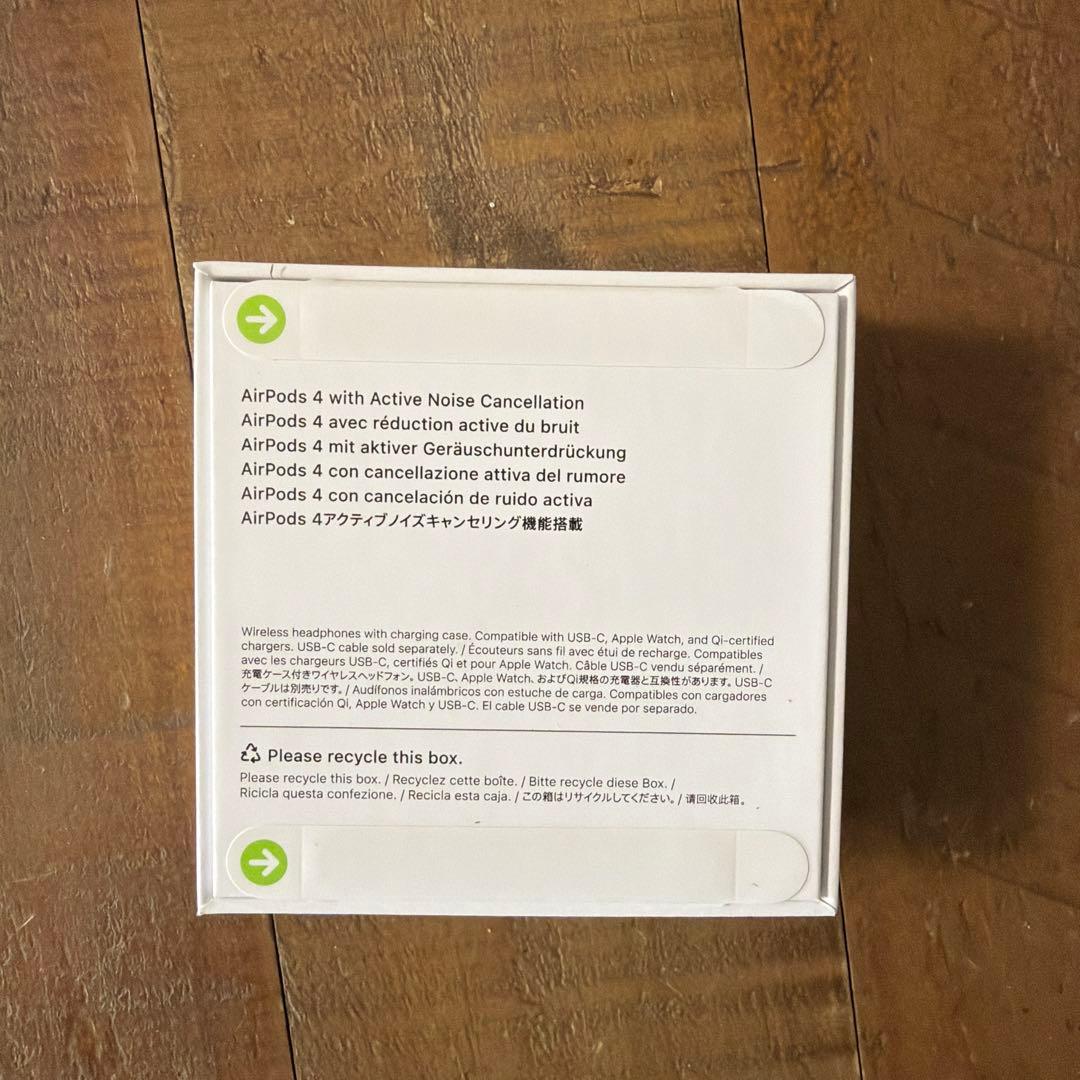 AirPods 4 with Active Noise Cancellation
AirPods 4 avec réduction active du bruit
AirPods 4 mit aktiver Geräuschunterdrückung
AirPods 4 con cancellazione attiva del rumore
AirPods 4 con cancelación de ruido activa
AirPods 4アクティブノイズキャンセリング機能搭載
Wireless headphones with charging case. Compatible with USB-C, Apple Watch, and Qi-certified
chargers. USB-C cable sold separately. / Écouteurs sans fil avec étui de recharge. Compatibles
avec les chargeurs USB-C, certifiés Qi et pour Apple Watch. Câble USB-C vendu séparément. /
充電ケース付きワイヤレスヘッドフォン。USB-C、Apple Watch、およびQi規格の充電器と互換性があります。USB-C
ケーブルは別売りです。/ Audífonos inalámbricos con estuche de carga. Compatibles con cargadores
con certificación Qi, Apple Watch y USB-C. El cable USB-C se vende por separado.
Please recycle this box.
Please recycle this box. / Recyclez cette boîte. / Bitte recycle diese Box. /
Ricicla questa confezione. / Recicla esta caja. / この箱はリサイクルしてください。/ 请回收此箱。